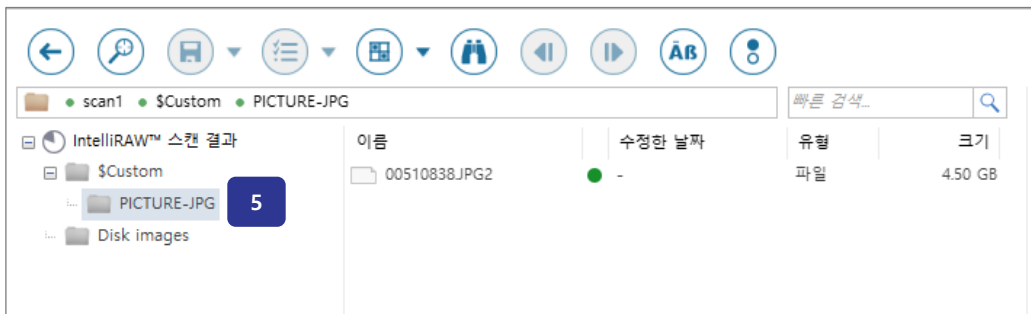 Āß
scan1 $Custom PICTURE-JPG
빠른 검색...
IntelliRAW™ 스캔 결과
이름 수정한 날짜 유형 크기
$Custom
00510838.JPG2 - 파일 4.50 GB
PICTURE-JPG 5
Disk images